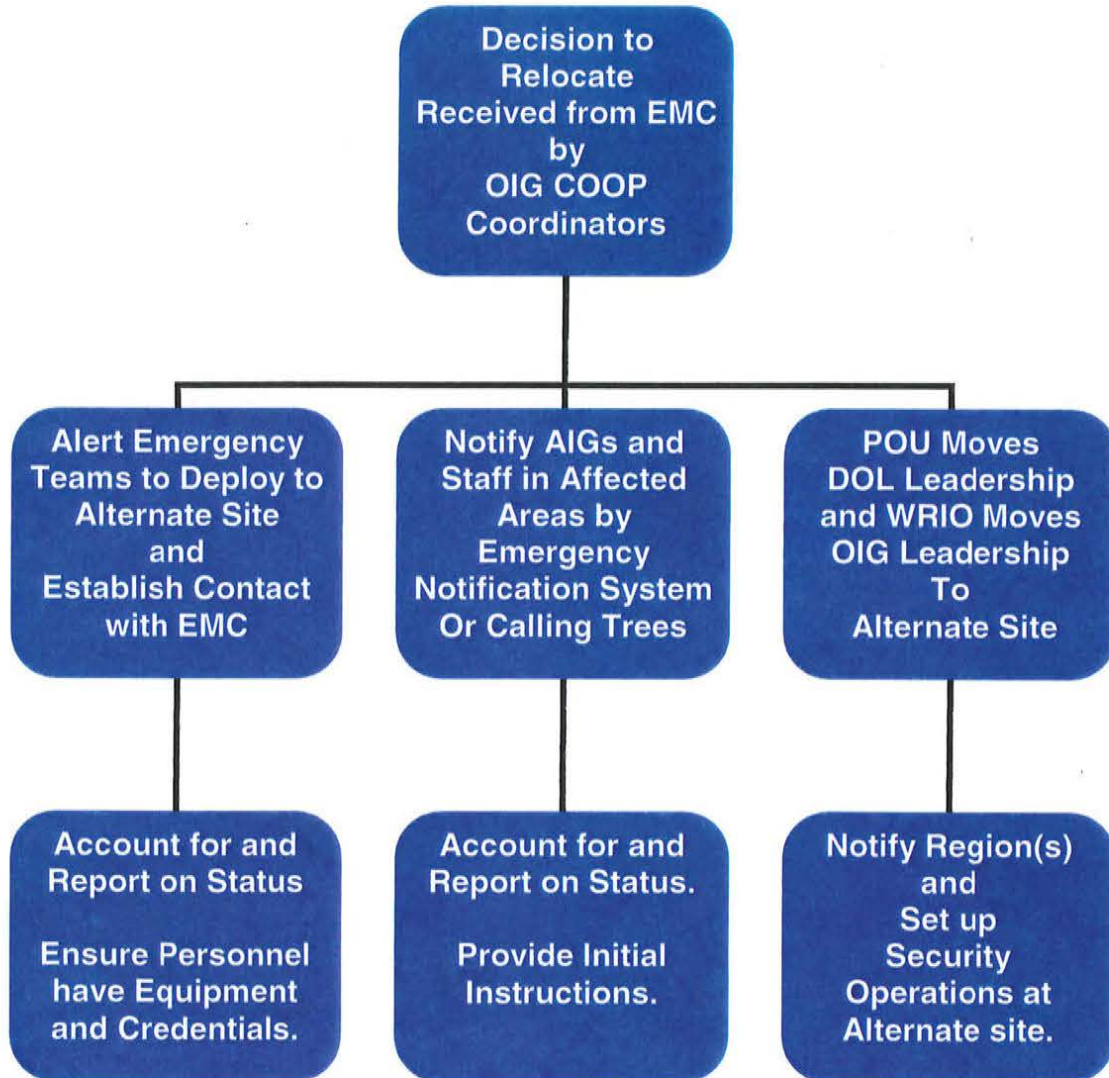 Decision to
Relocate
Received from EMC
by
OIG COOP
Coordinators
Alert Emergency
Teams to Deploy to
Alternate Site
and
Establish Contact
with EMC
Notify AIGs and
Staff in Affected
Areas by
Emergency
Notification System
Or Calling Trees
POU Moves
DOL Leadership
and WRIO Moves
OIG Leadership
To
Alternate Site
Account for and
Report on Status
Ensure Personnel
have Equipment
and Credentials.
Account for and
Report on Status.
Provide Initial
Instructions.
Notify Region(s)
and
Set up
Security
Operations at
Alternate site.